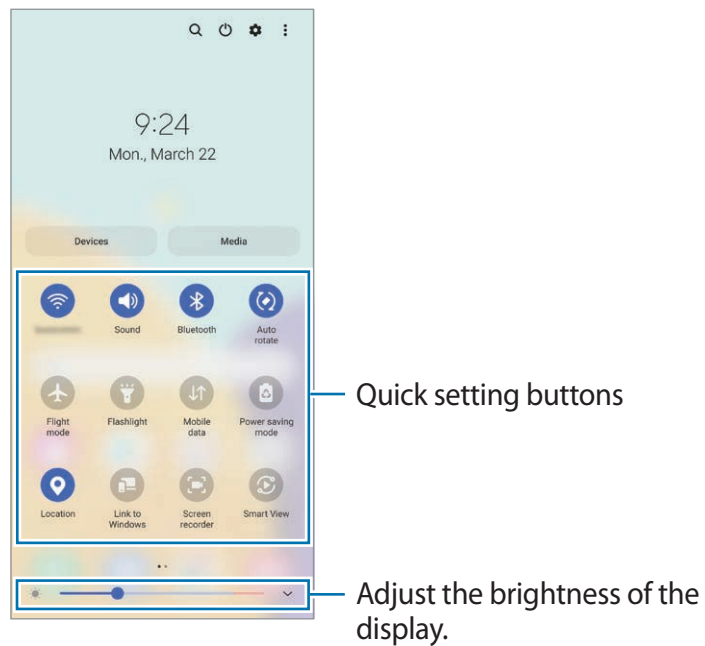 9:24
Mon., March 22
Devices Media
Sound Bluetooth Auto rotate
Flight mode Flashlight Mobile data Power saving mode
Quick setting buttons
Location Link to Windows Screen recorder Smart View
Adjust the brightness of the
display.